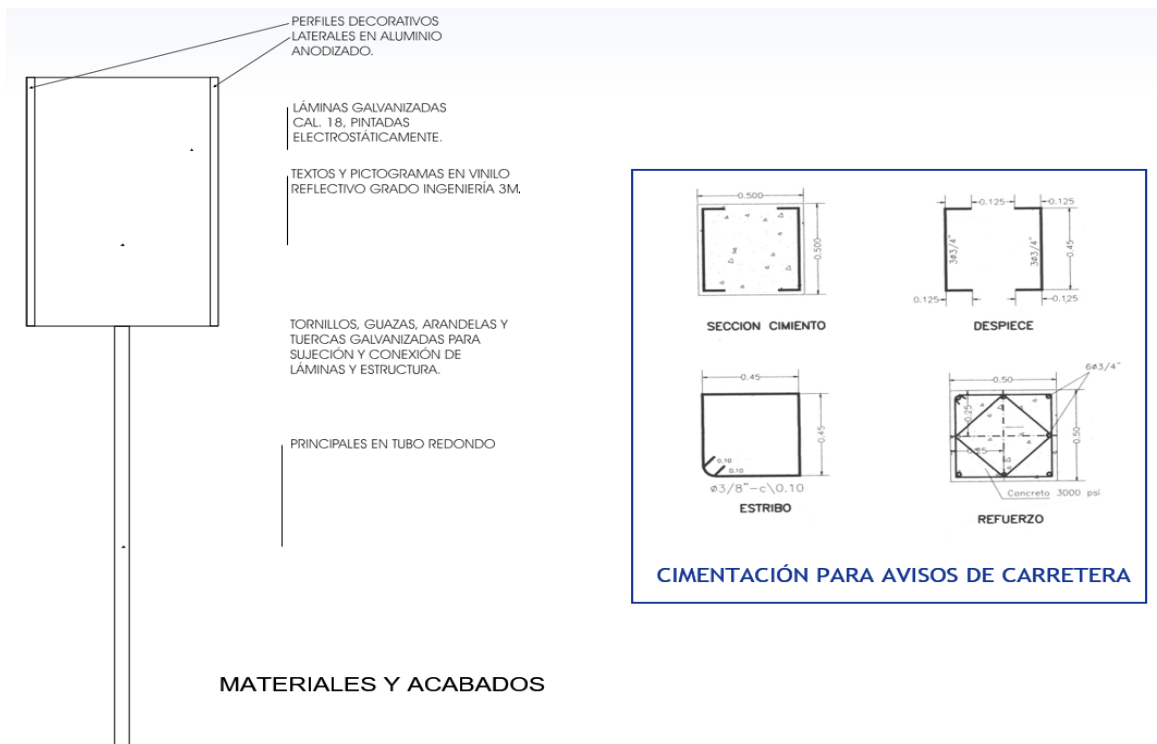 PERFILES DECORATIVOS
LATERALES EN ALUMINIO
ANODIZADO.
LÁMINAS GALVANIZADAS
CAL. 18, PINTADAS
ELECTROSTÁTICAMENTE.
TEXTOS Y PICTOGRAMAS EN VINILO
REFLECTIVO GRADO INGENIERÍA 3M.
TORNILLOS, GUAZAS, ARANDELAS Y
TUERCAS GALVANIZADAS PARA
SUJECIÓN Y CONEXIÓN DE
LÁMINAS Y ESTRUCTURA.
PRINCIPALES EN TUBO REDONDO
MATERIALES Y ACABADOS
0.500
0.500
SECCION CIMIENTO
0.125
0.125
3ø3/4"
3ø3/4"
0.45
0.125
0.125
DESPIECE
0.45
0.45
0.10
0.10
ø3/8"-c\0.10
ESTRIBO
6ø3/4"
0.50
0.25
0.50
Concreto 3000 psi
REFUERZO
CIMENTACIÓN PARA AVISOS DE CARRETERA